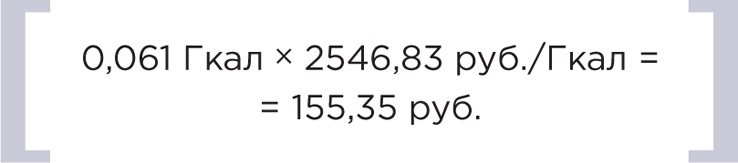 0,061 Гкал × 2546,83 руб./Гкал =
= 155,35 руб.